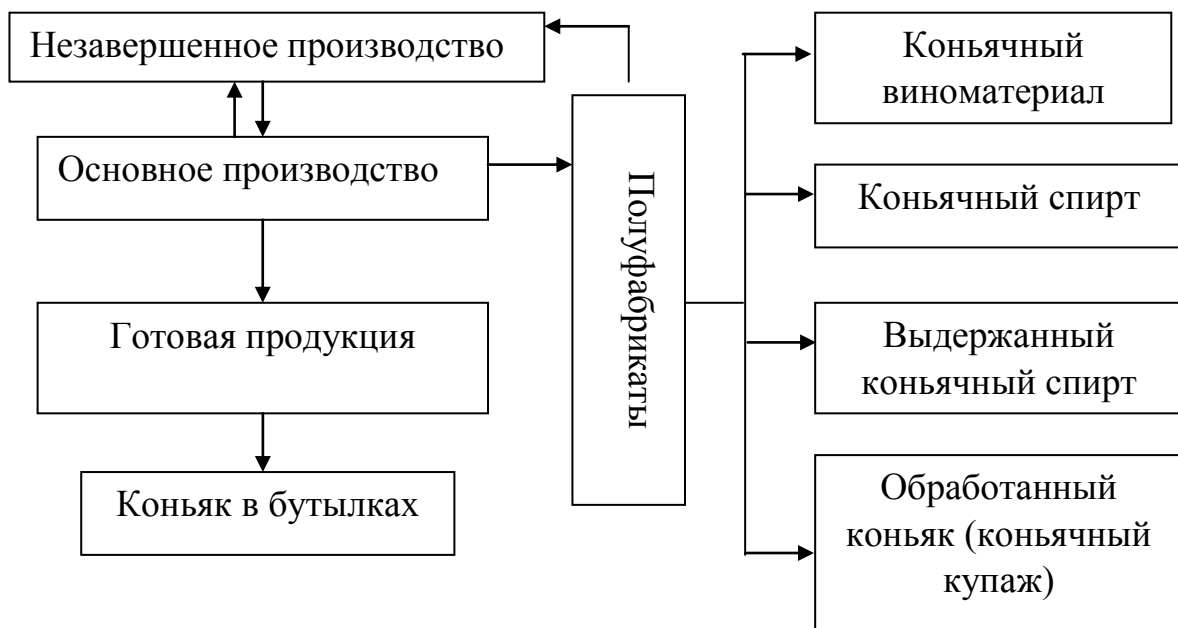 Незавершенное производство
Основное производство
Готовая продукция
Коньяк в бутылках
Полуфабрикаты
Коньячный
виноматериал
Коньячный спирт
Выдержанный
коньячный спирт
Обработанный
коньяк (коньячный
купаж)